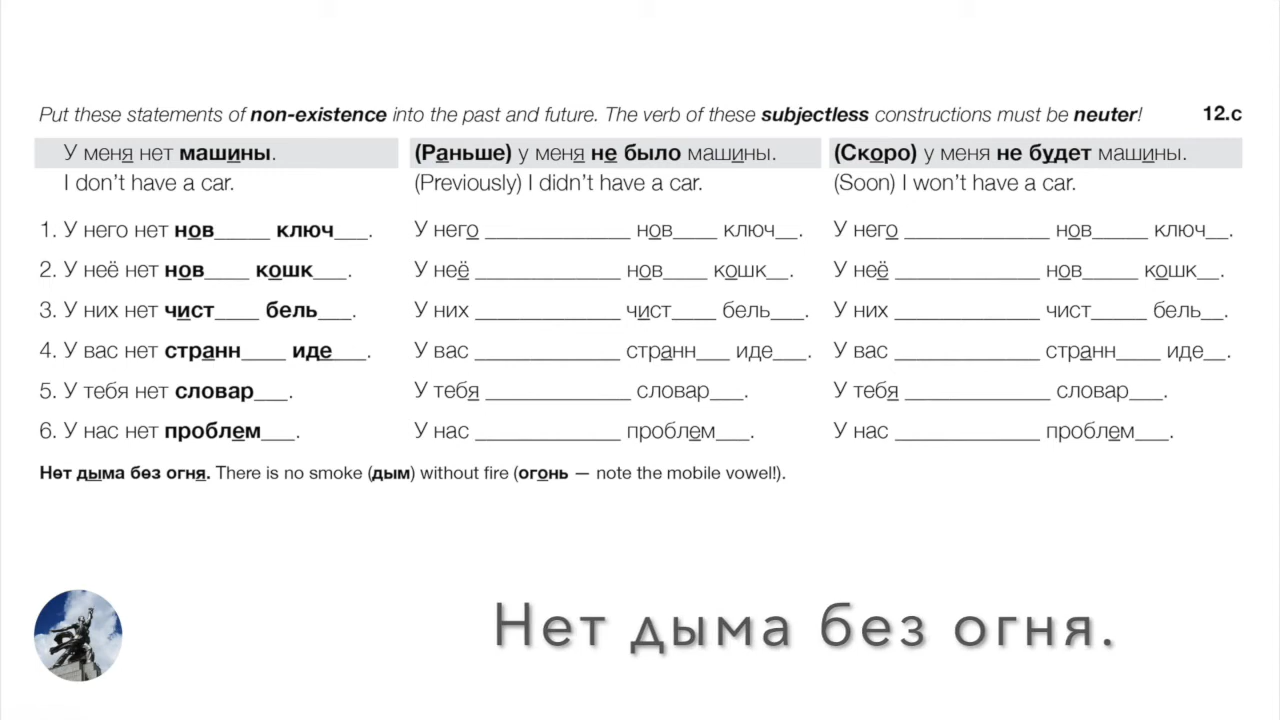 Put these statements of non-existence into the past and future. The verb of these subjectless constructions must be neuter! 12.c
У меня нет машины. (Раньше) у меня не было машины. (Скоро) у меня не будет машины.
I don't have a car. (Previously) I didn't have a car. (Soon) I won't have a car.
1. У него нет нов_____ ключ___. У него _____________ нов____ ключ__. У него _____________ нов_____ ключ__.
2. У неё нет нов____ кошк___. У неё _____________ нов____ кошк__. У неё _____________ нов_____ кошк__.
3. У них нет чист____ бель___. У них _____________ чист____ бель___. У них _____________ чист_____ бель__.
4. У вас нет странн____ иде___. У вас _____________ странн___ иде___. У вас _____________ странн____ иде__.
5. У тебя нет словар___. У тебя _____________ словар___. У тебя _____________ словар___.
6. У нас нет проблем___. У нас _____________ проблем___. У нас _____________ проблем___.
Нет дыма без огня. There is no smoke (дым) without fire (огонь — note the mobile vowel!).
Нет дыма без огня.